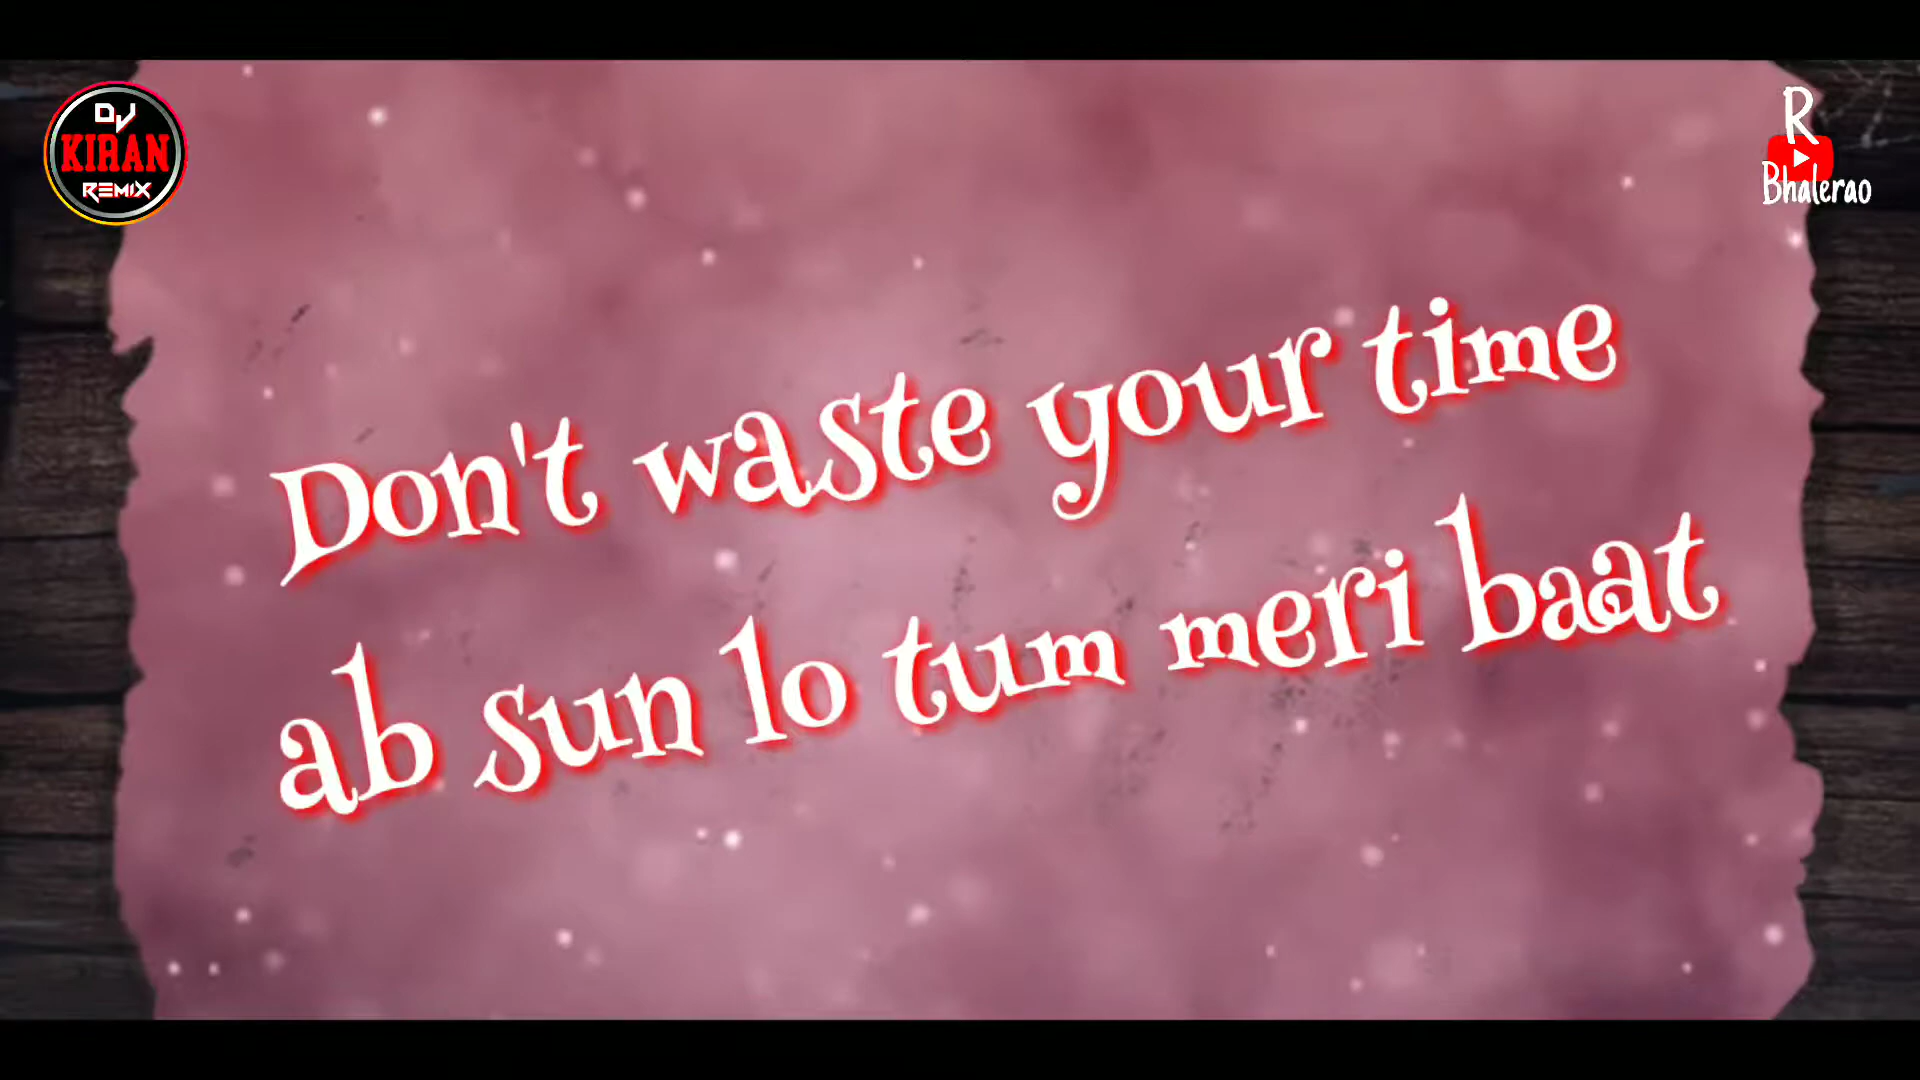 DJ
KIRAN
REMIX
R
Bhalerao
Don't waste your time
ab sun lo tum meri baat